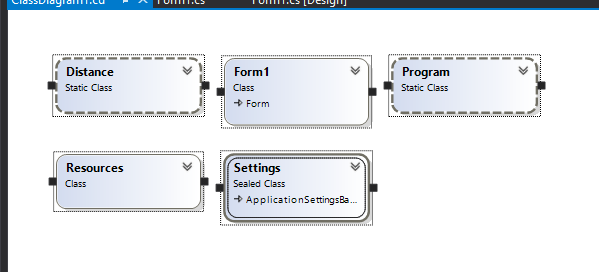 ClassDiagram1.cd Form1.cs Form1.cs [Design]
Distance
Static Class
Form1
Class
Form
Program
Static Class
Resources
Class
Settings
Sealed Class
ApplicationSettingsBa...